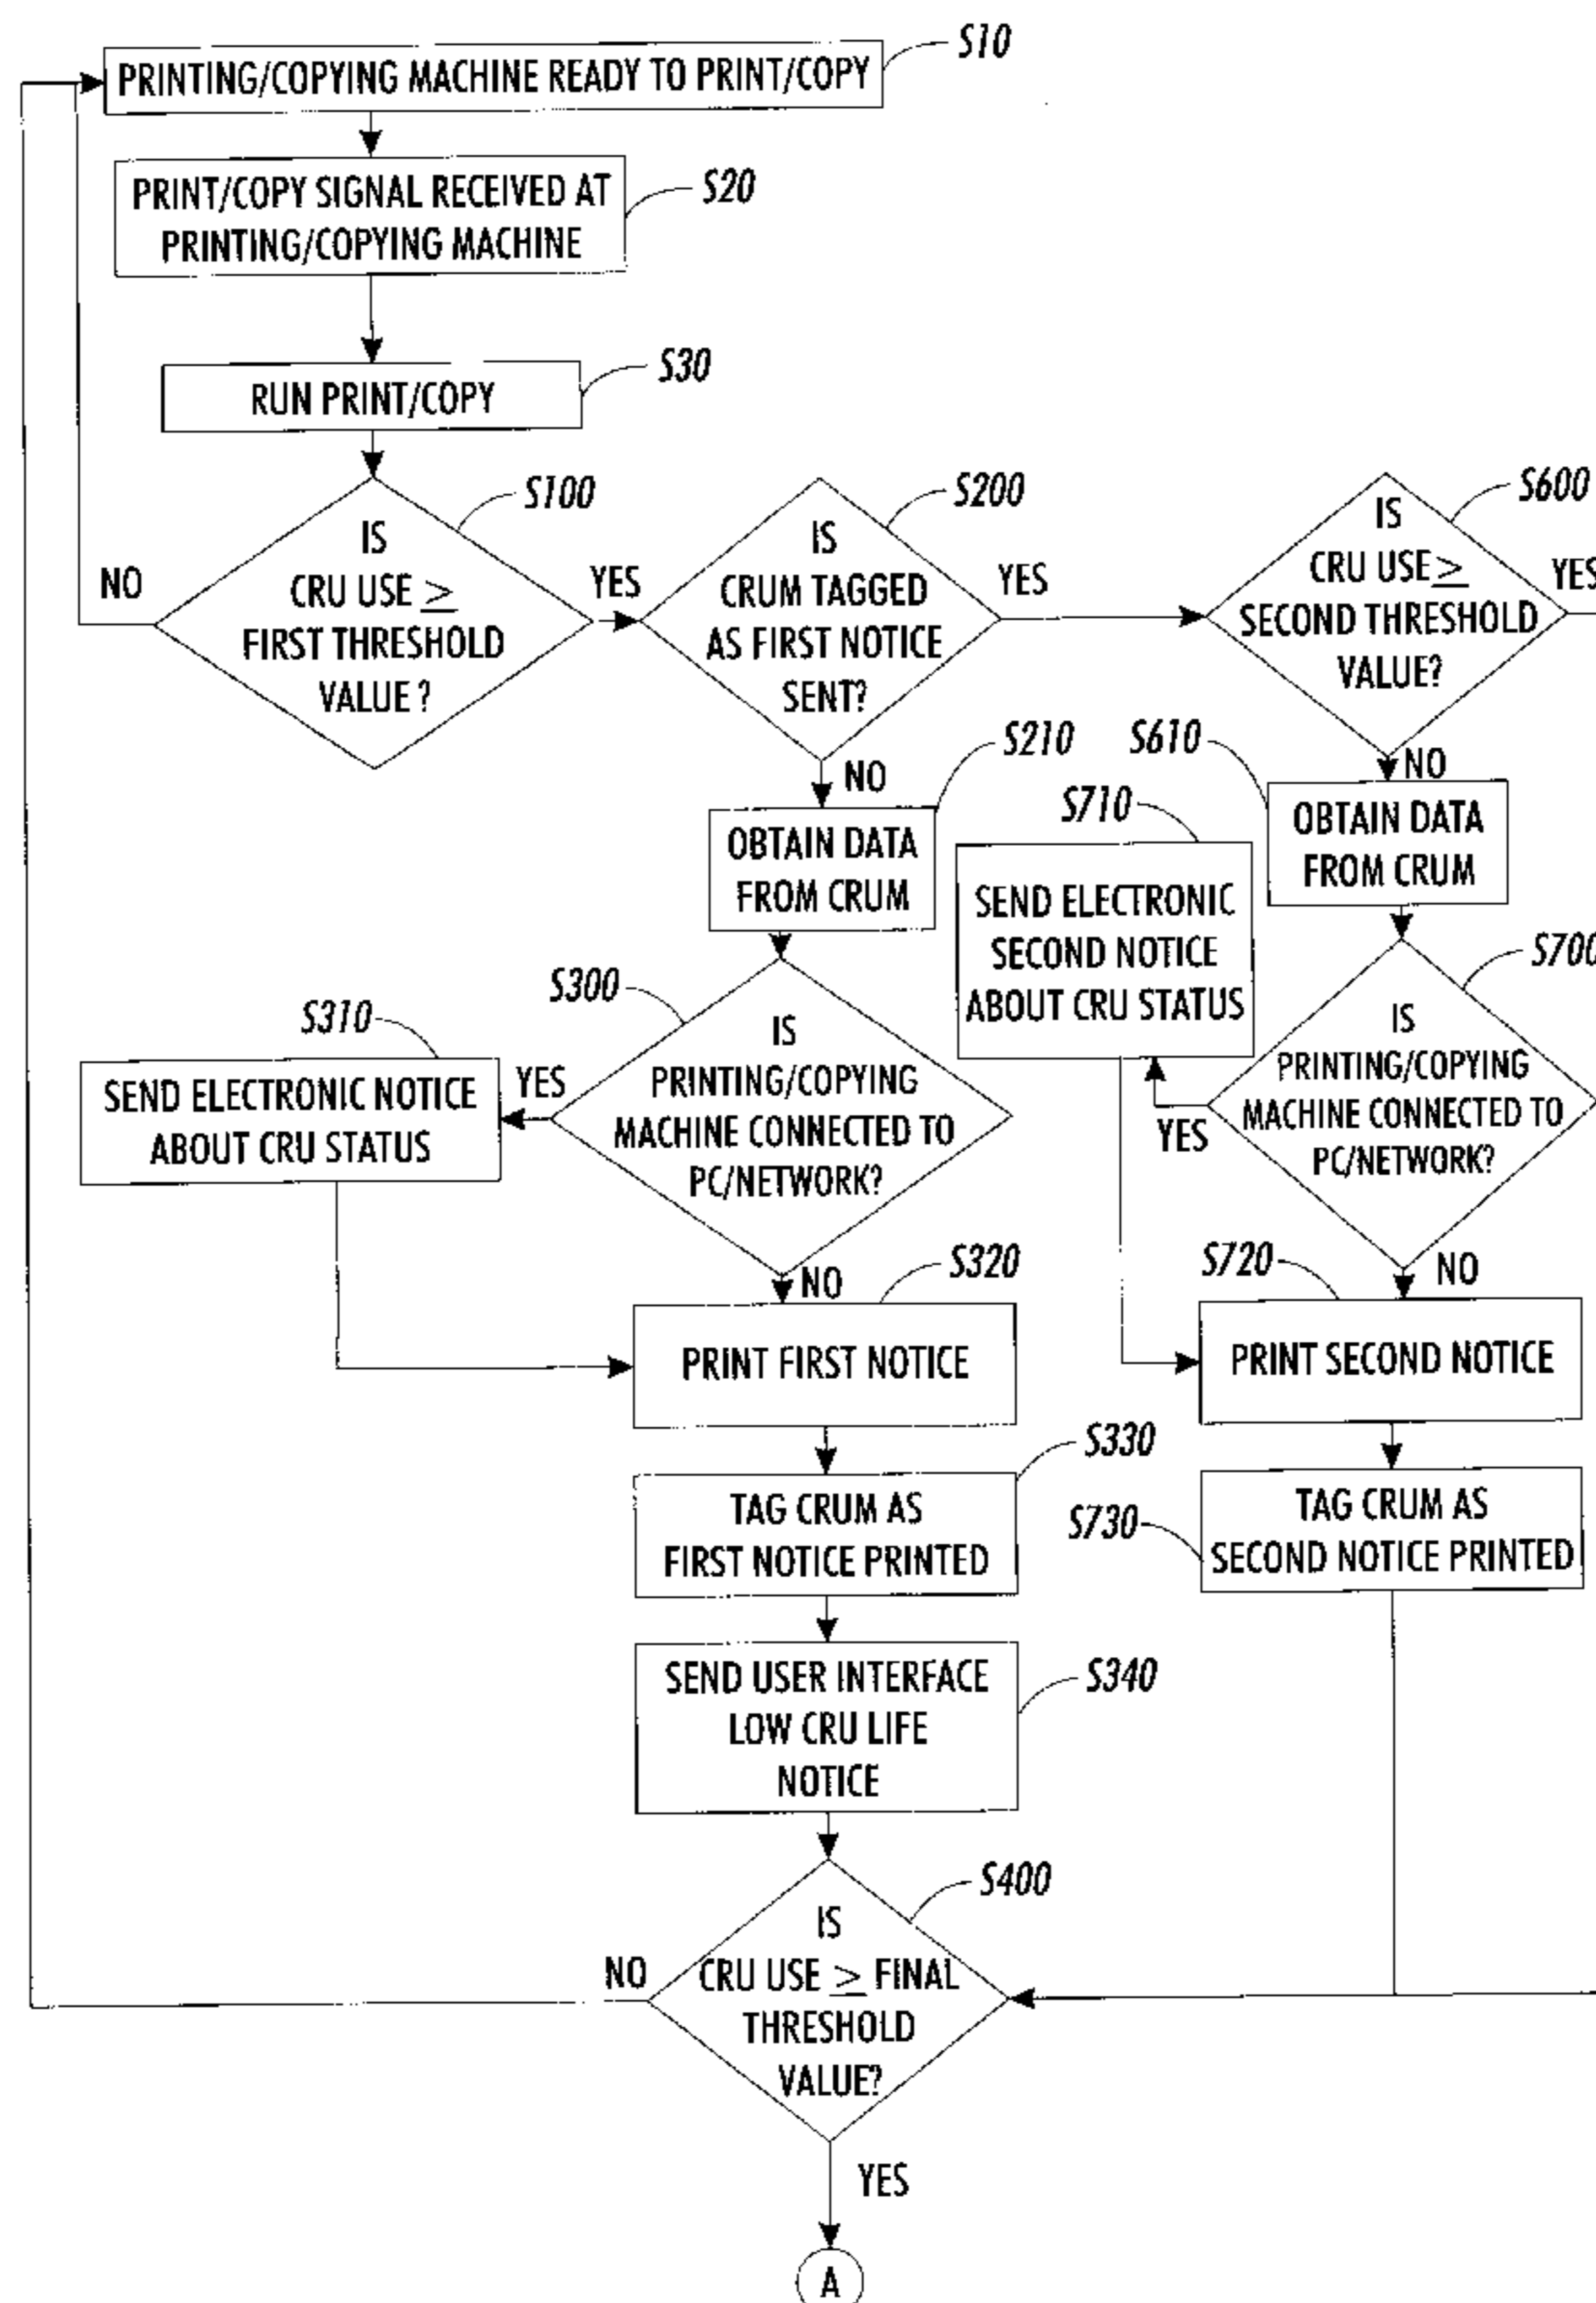 S10
PRINTING/COPYING MACHINE READY TO PRINT/COPY
S20
PRINT/COPY SIGNAL RECEIVED AT
PRINTING/COPYING MACHINE
S30
RUN PRINT/COPY
S100
IS
CRU USE ≥
FIRST THRESHOLD
VALUE ?
NO
YES
S200
IS
CRUM TAGGED
AS FIRST NOTICE
SENT?
YES
NO
S600
IS
CRU USE ≥
SECOND THRESHOLD
VALUE?
YES
NO
S210
OBTAIN DATA
FROM CRUM
S610
OBTAIN DATA
FROM CRUM
S710
SEND ELECTRONIC
SECOND NOTICE
ABOUT CRU STATUS
S300
IS
PRINTING/COPYING
MACHINE CONNECTED TO
PC/NETWORK?
YES
NO
S310
SEND ELECTRONIC NOTICE
ABOUT CRU STATUS
S700
IS
PRINTING/COPYING
MACHINE CONNECTED TO
PC/NETWORK?
YES
NO
S320
PRINT FIRST NOTICE
S720
PRINT SECOND NOTICE
S330
TAG CRUM AS
FIRST NOTICE PRINTED
S730
TAG CRUM AS
SECOND NOTICE PRINTED
S340
SEND USER INTERFACE
LOW CRU LIFE
NOTICE
S400
IS
CRU USE ≥ FINAL
THRESHOLD
VALUE?
NO
YES
A